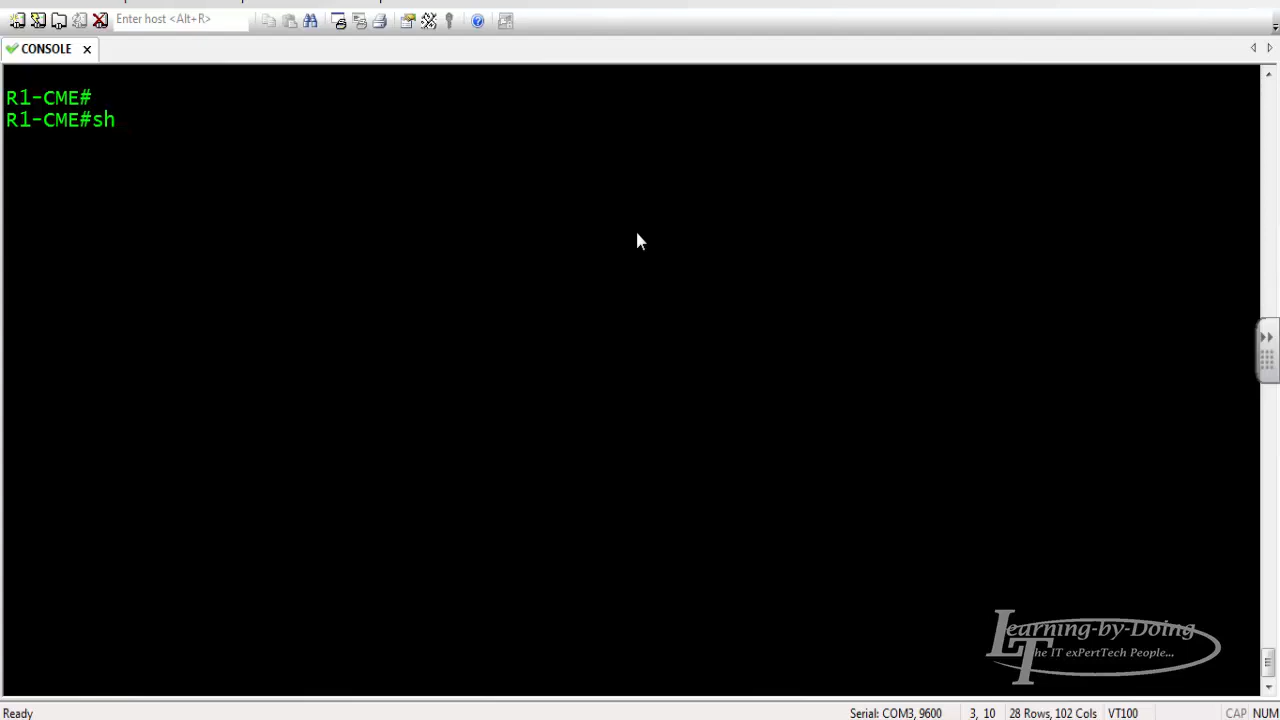 Enter host <Alt+R>
CONSOLE
R1-CME#
R1-CME#sh
Learning-by-Doing
The IT exPertTech People...
Ready
Serial: COM3, 9600
3, 10
28 Rows, 102 Cols
VT100
CAP
NUM